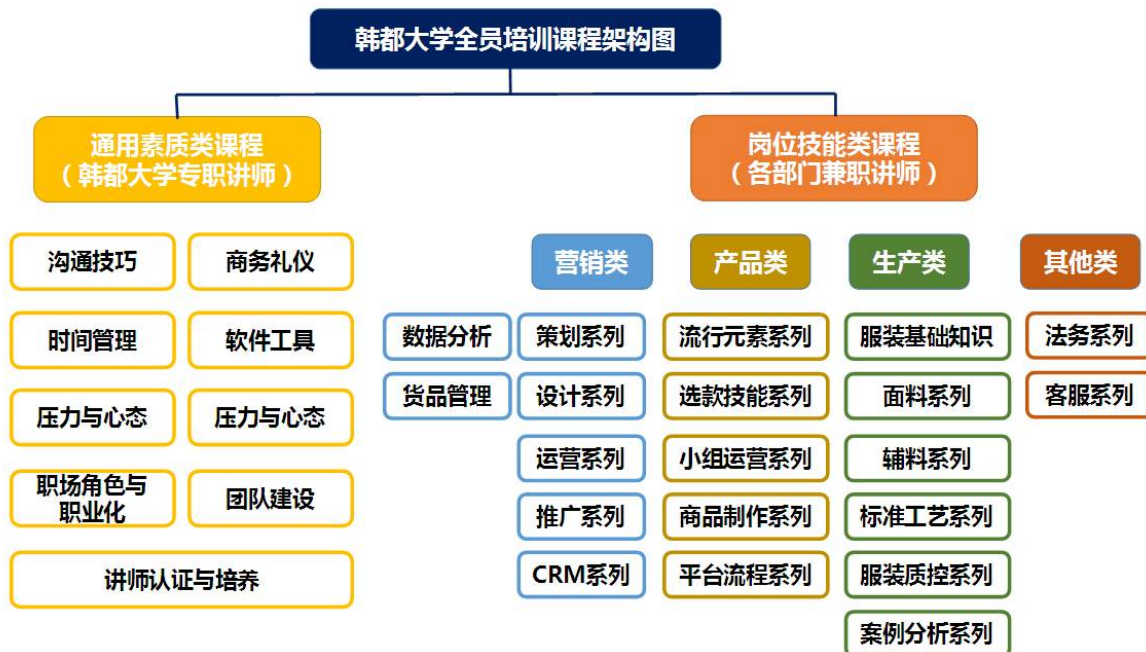 韩都大学全员培训课程架构图
通用素质类课程
（韩都大学专职讲师）
岗位技能类课程
（各部门兼职讲师）
沟通技巧
商务礼仪
时间管理
软件工具
压力与心态
压力与心态
职场角色与
职业化
团队建设
讲师认证与培养
营销类
产品类
生产类
其他类
数据分析
策划系列
流行元素系列
服装基础知识
法务系列
货品管理
设计系列
选款技能系列
面料系列
客服系列
运营系列
小组运营系列
辅料系列
推广系列
商品制作系列
标准工艺系列
CRM系列
平台流程系列
服装质控系列
案例分析系列